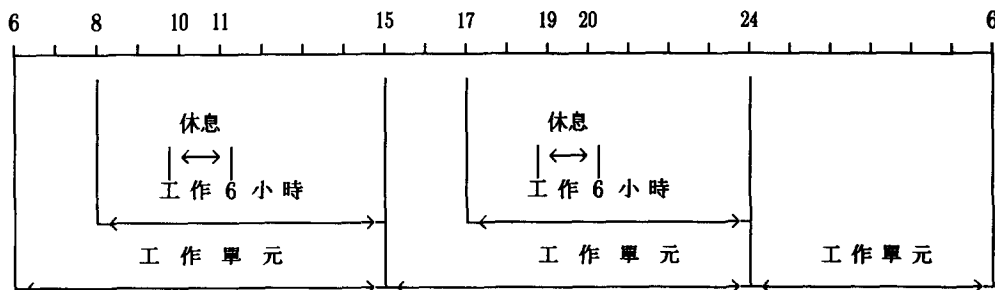 6 8 10 11 15 17 19 20 24 6
休息 休息
工作6小時 工作6小時
工作單元 工作單元 工作單元